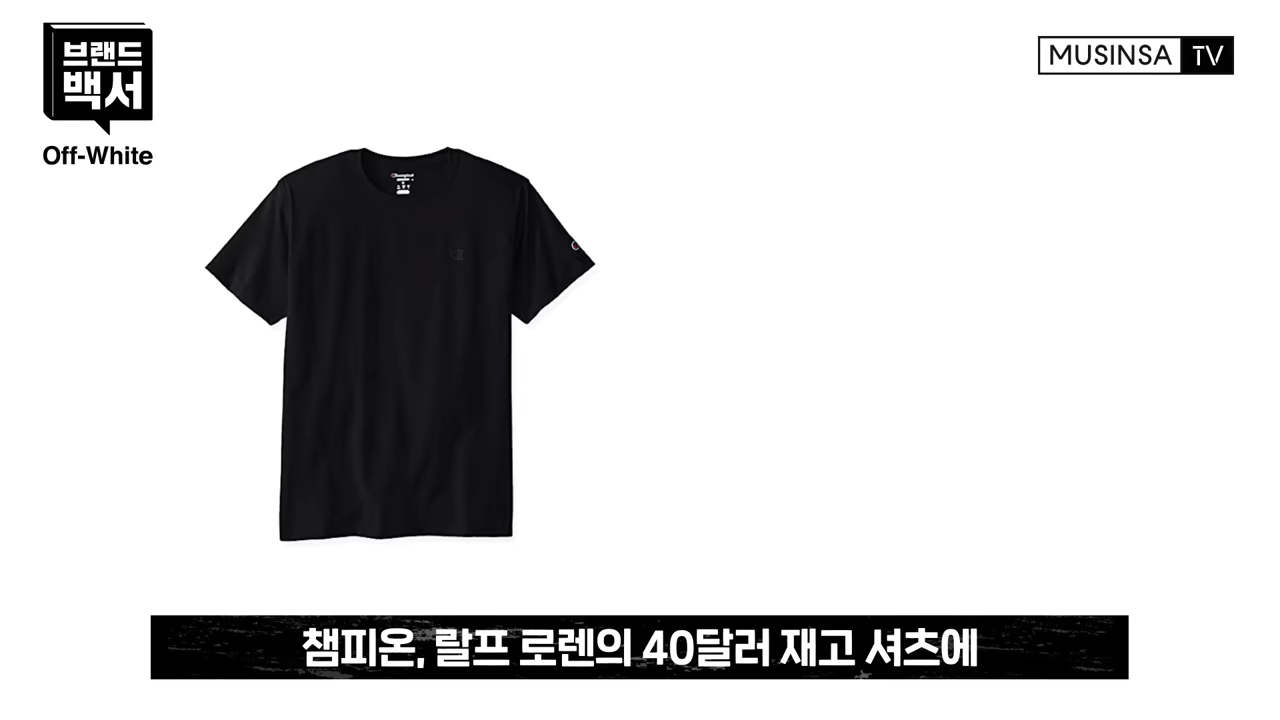 브랜드
백서
Off-White
MUSINSA TV
Champion
챔피온, 랄프 로렌의 40달러 재고 셔츠에